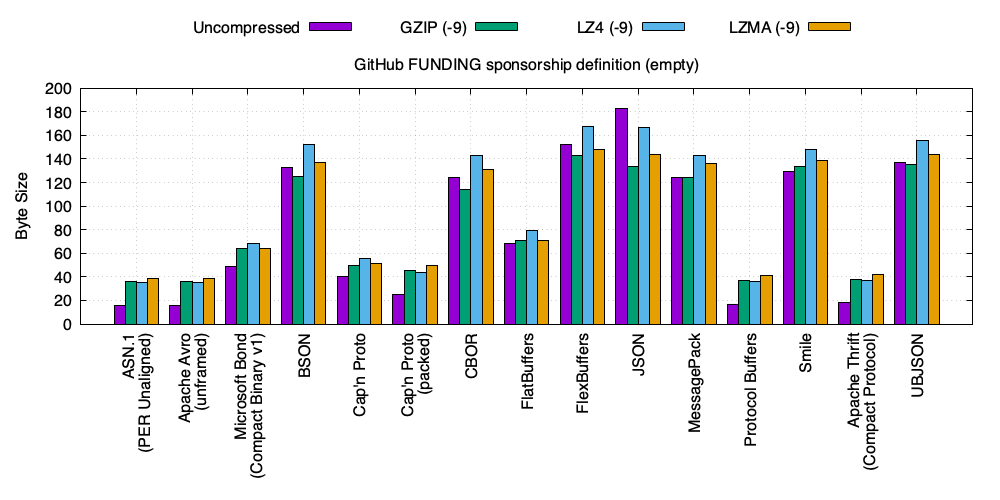 Uncompressed GZIP (-9) LZ4 (-9) LZMA (-9)
GitHub FUNDING sponsorship definition (empty)
Byte Size
200
180
160
140
120
100
80
60
40
20
0
ASN.1
(PER Unaligned)
Apache Avro
(unframed)
Microsoft Bond
(Compact Binary v1)
BSON
Cap'n Proto
Cap'n Proto
(packed)
CBOR
FlatBuffers
FlexBuffers
JSON
MessagePack
Protocol Buffers
Smile
Apache Thrift
(Compact Protocol)
UBJSON